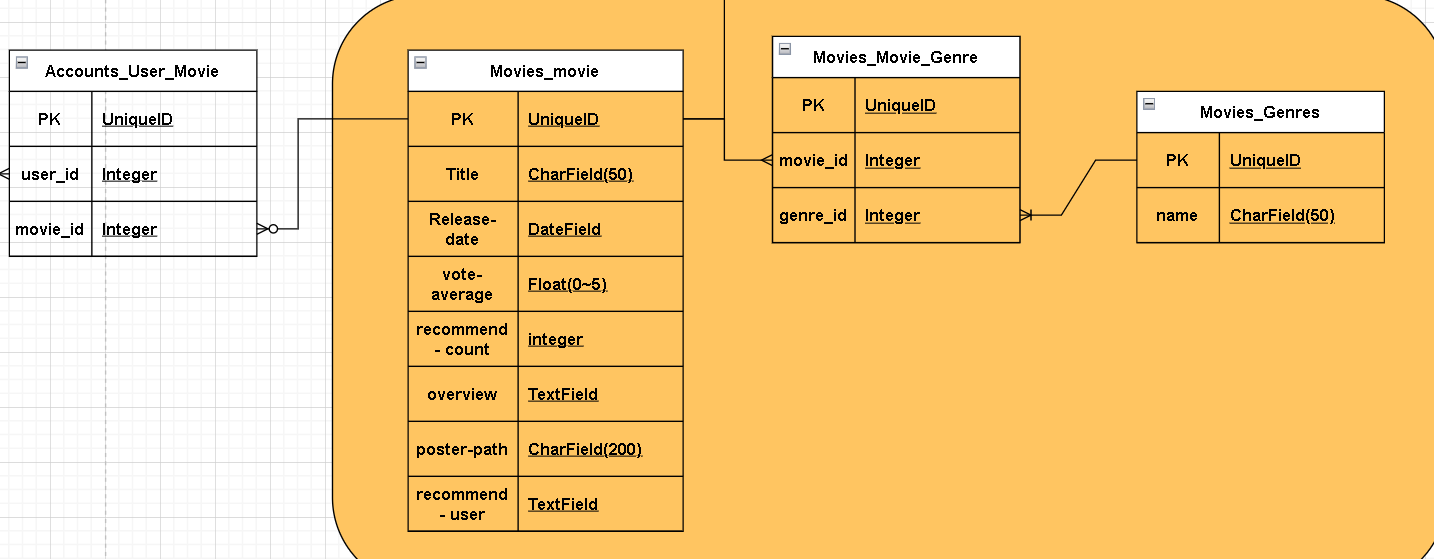 Accounts_User_Movie
PK UniqueID
user_id Integer
movie_id Integer
Movies_movie
PK UniqueID
Title CharField(50)
Release-
date DateField
vote-
average Float(0~5)
recommend
- count integer
overview TextField
poster-path CharField(200)
recommend
- user TextField
Movies_Movie_Genre
PK UniqueID
movie_id Integer
genre_id Integer
Movies_Genres
PK UniqueID
name CharField(50)